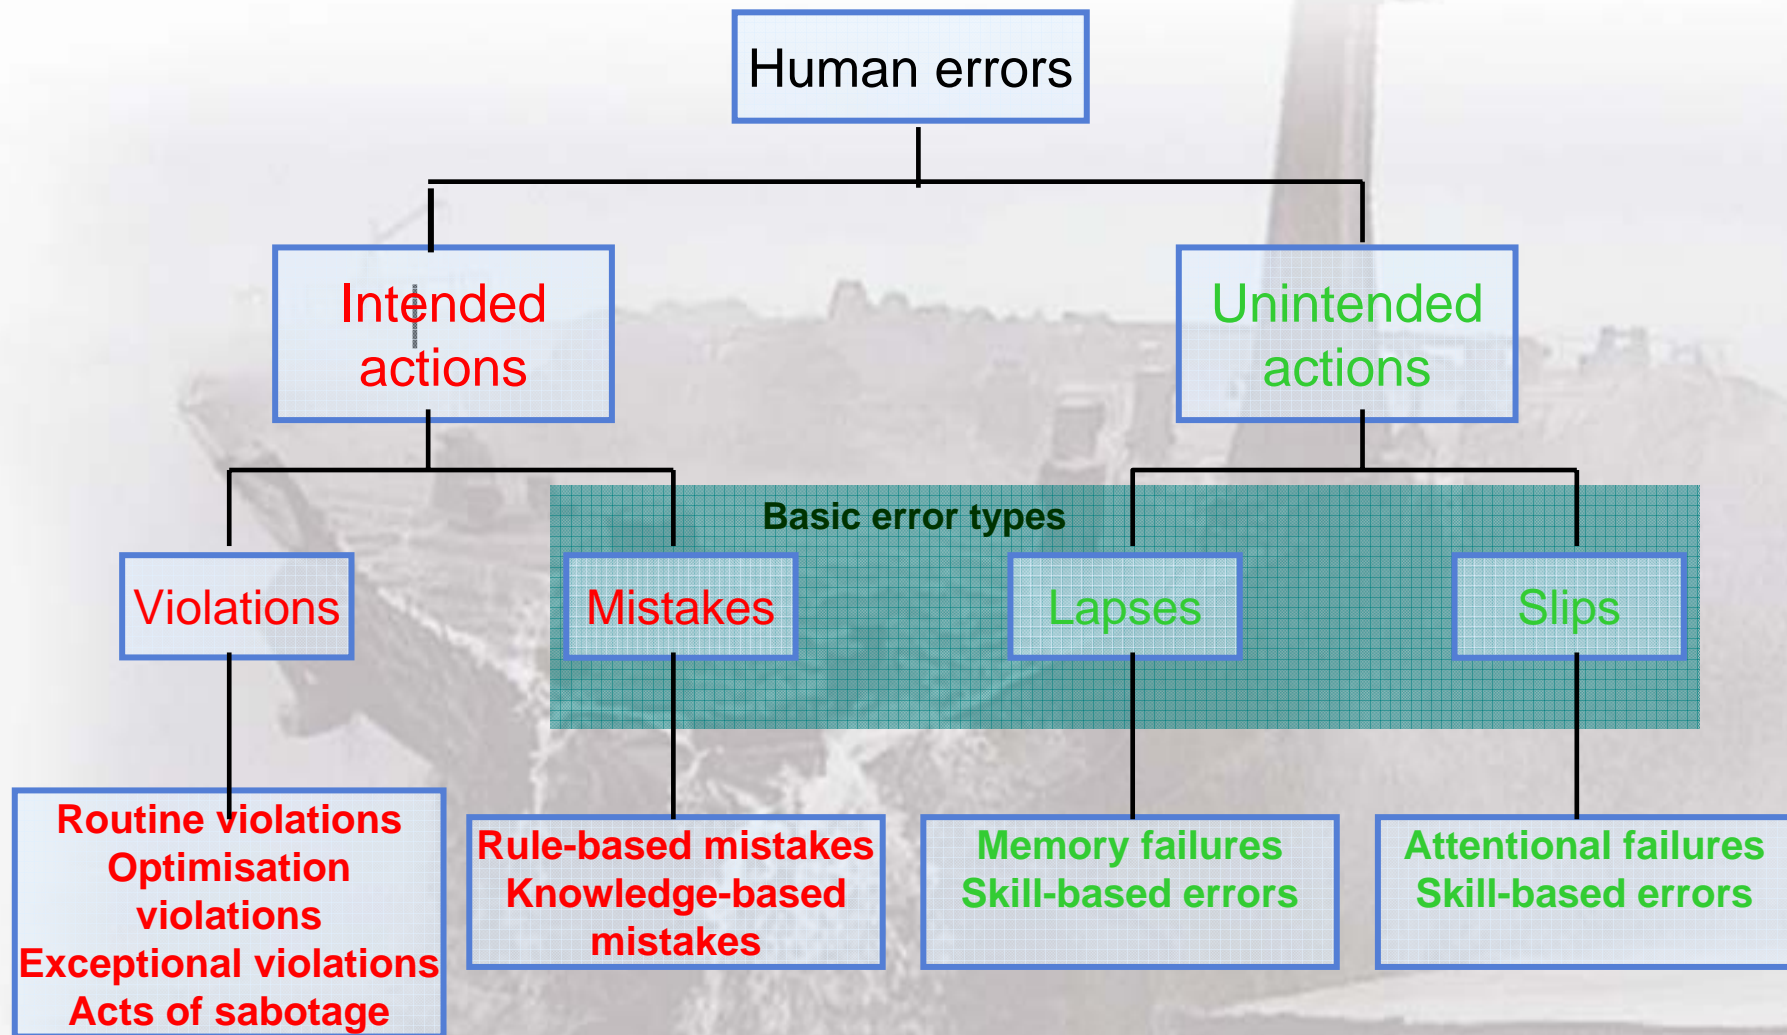 Human errors
Intended
actions
Unintended
actions
Basic error types
Violations
Mistakes
Lapses
Slips
Routine violations
Optimisation
violations
Exceptional violations
Acts of sabotage
Rule-based mistakes
Knowledge-based
mistakes
Memory failures
Skill-based errors
Attentional failures
Skill-based errors